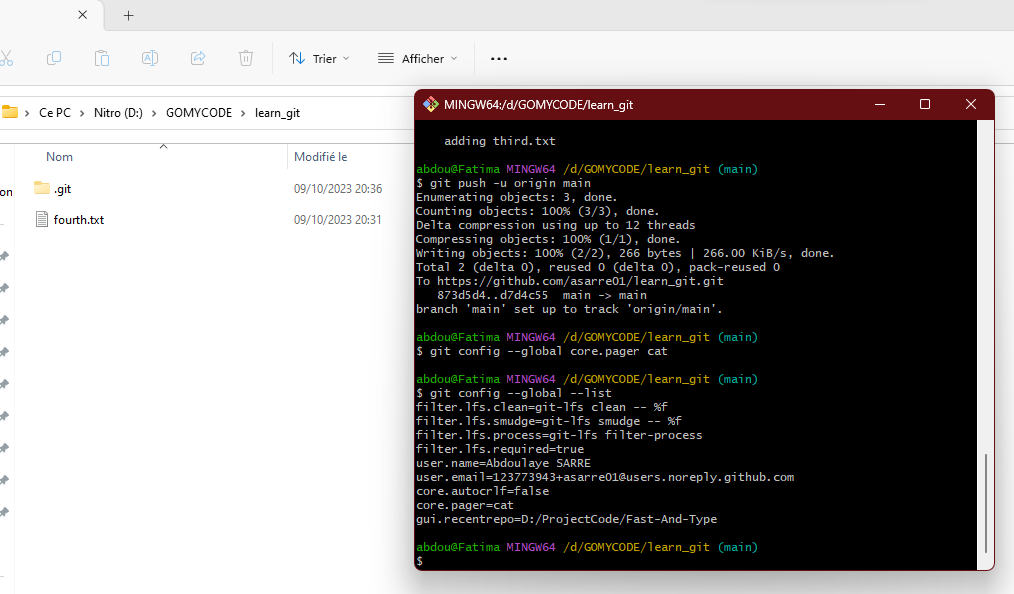 Trier
Afficher
Ce PC
Nitro (D:)
GOMYCODE
learn_git
Nom
Modifié le
on
.git
09/10/2023 20:36
fourth.txt
09/10/2023 20:31
MINGW64:/d/GOMYCODE/learn_git
adding third.txt
abdou@Fatima MINGW64 /d/GOMYCODE/learn_git (main)
$ git push -u origin main
Enumerating objects: 3, done.
Counting objects: 100% (3/3), done.
Delta compression using up to 12 threads
Compressing objects: 100% (1/1), done.
Writing objects: 100% (2/2), 266 bytes | 266.00 KiB/s, done.
Total 2 (delta 0), reused 0 (delta 0), pack-reused 0
To https://github.com/asarre01/learn_git.git
873d5d4..d7d4c55  main -> main
branch 'main' set up to track 'origin/main'.
abdou@Fatima MINGW64 /d/GOMYCODE/learn_git (main)
$ git config --global core.pager cat
abdou@Fatima MINGW64 /d/GOMYCODE/learn_git (main)
$ git config --global --list
filter.lfs.clean=git-lfs clean -- %f
filter.lfs.smudge=git-lfs smudge -- %f
filter.lfs.process=git-lfs filter-process
filter.lfs.required=true
user.name=Abdoulaye SARRE
user.email=123773943+asarre01@users.noreply.github.com
core.autocrlf=false
core.pager=cat
gui.recentrepo=D:/ProjectCode/Fast-And-Type
abdou@Fatima MINGW64 /d/GOMYCODE/learn_git (main)
$